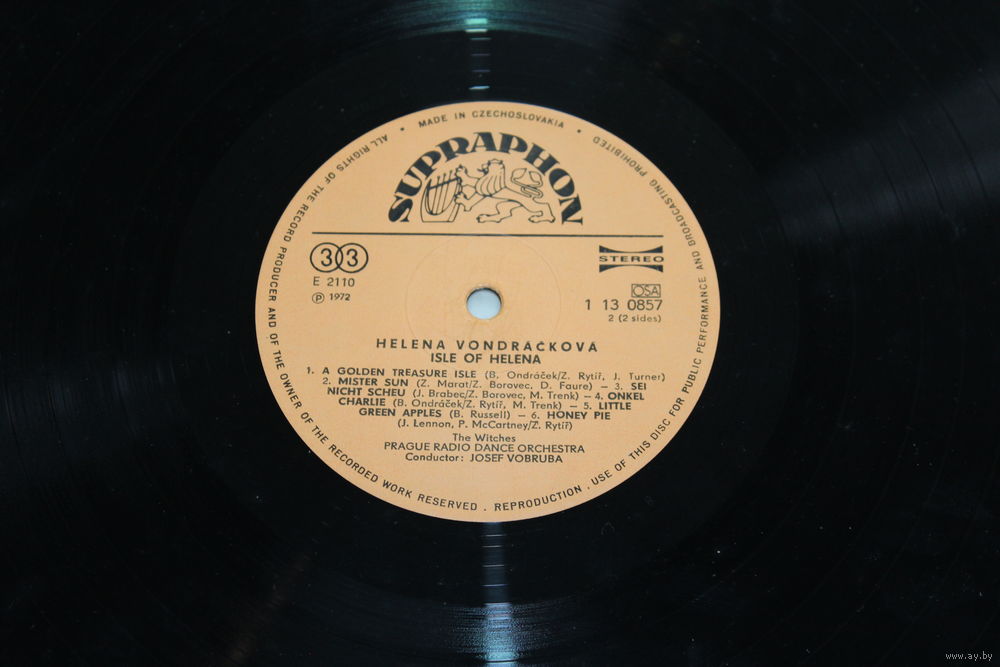 MADE IN CZECHOSLOVAKIA
ALL RIGHTS OF THE RECORD PRODUCER AND OF THE OWNER OF THE RECORDED WORK RESERVED . REPRODUCTION , USE OF THIS DISC FOR PUBLIC PERFORMANCE AND BROADCASTING PROHIBITED
SUPRAPHON
33
STEREO
E 2110
OSA
Ⓟ 1972
1 13 0857
2 (2 sides)
HELENA VONDRÁČKOVÁ
ISLE OF HELENA
1. A GOLDEN TREASURE ISLE (B. Ondráček/Z. Rytíř, J. Turner)
2. MISTER SUN (Z. Marat/Z. Borovec, D. Faure) — 3. SEI
NICHT SCHEU (J. Brabec/Z. Borovec, M. Trenk) — 4. ONKEL
CHARLIE (B. Ondráček/Z. Rytíř, M. Trenk) — 5. LITTLE
GREEN APPLES (B. Russell) — 6. HONEY PIE
(J. Lennon, P. McCartney/Z. Rytíř)
The Witches
PRAGUE RADIO DANCE ORCHESTRA
Conductor: JOSEF VOBRUBA
www.ay.by